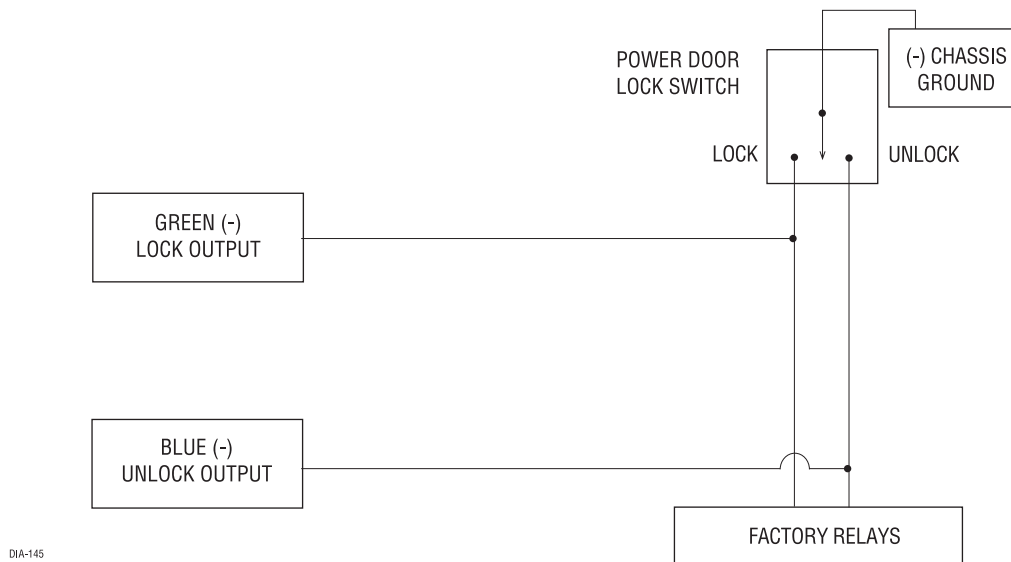 POWER DOOR
LOCK SWITCH
(-) CHASSIS
GROUND
LOCK
UNLOCK
GREEN (-)
LOCK OUTPUT
BLUE (-)
UNLOCK OUTPUT
FACTORY RELAYS
DIA-145